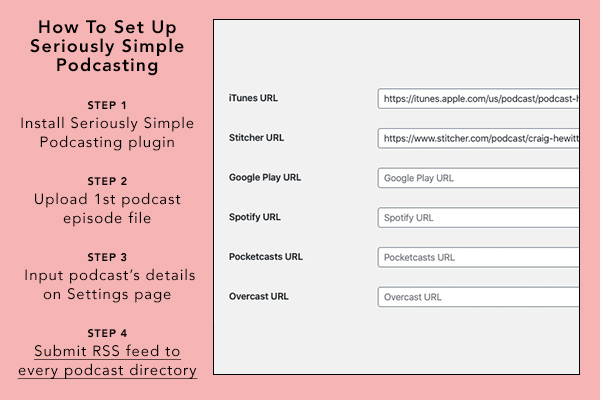 How To Set Up
Seriously Simple
Podcasting
STEP 1
Install Seriously Simple
Podcasting plugin
STEP 2
Upload 1st podcast
episode file
STEP 3
Input podcast's details
on Settings page
STEP 4
Submit RSS feed to
every podcast directory
iTunes URL https://itunes.apple.com/us/podcast/podcast-h
Stitcher URL https://www.stitcher.com/podcast/craig-hewitt
Google Play URL Google Play URL
Spotify URL Spotify URL
Pocketcasts URL Pocketcasts URL
Overcast URL Overcast URL